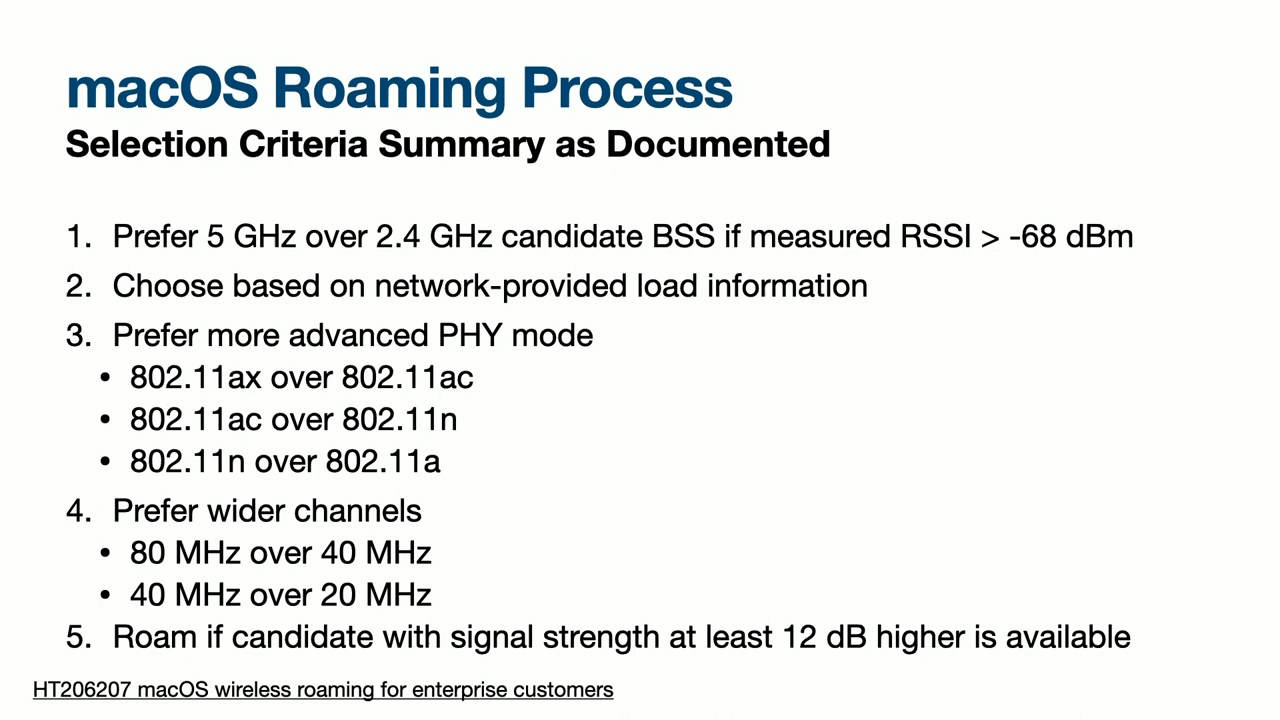 macOS Roaming Process
Selection Criteria Summary as Documented
1. Prefer 5 GHz over 2.4 GHz candidate BSS if measured RSSI > -68 dBm
2. Choose based on network-provided load information
3. Prefer more advanced PHY mode
• 802.11ax over 802.11ac
• 802.11ac over 802.11n
• 802.11n over 802.11a
4. Prefer wider channels
• 80 MHz over 40 MHz
• 40 MHz over 20 MHz
5. Roam if candidate with signal strength at least 12 dB higher is available
HT206207 macOS wireless roaming for enterprise customers